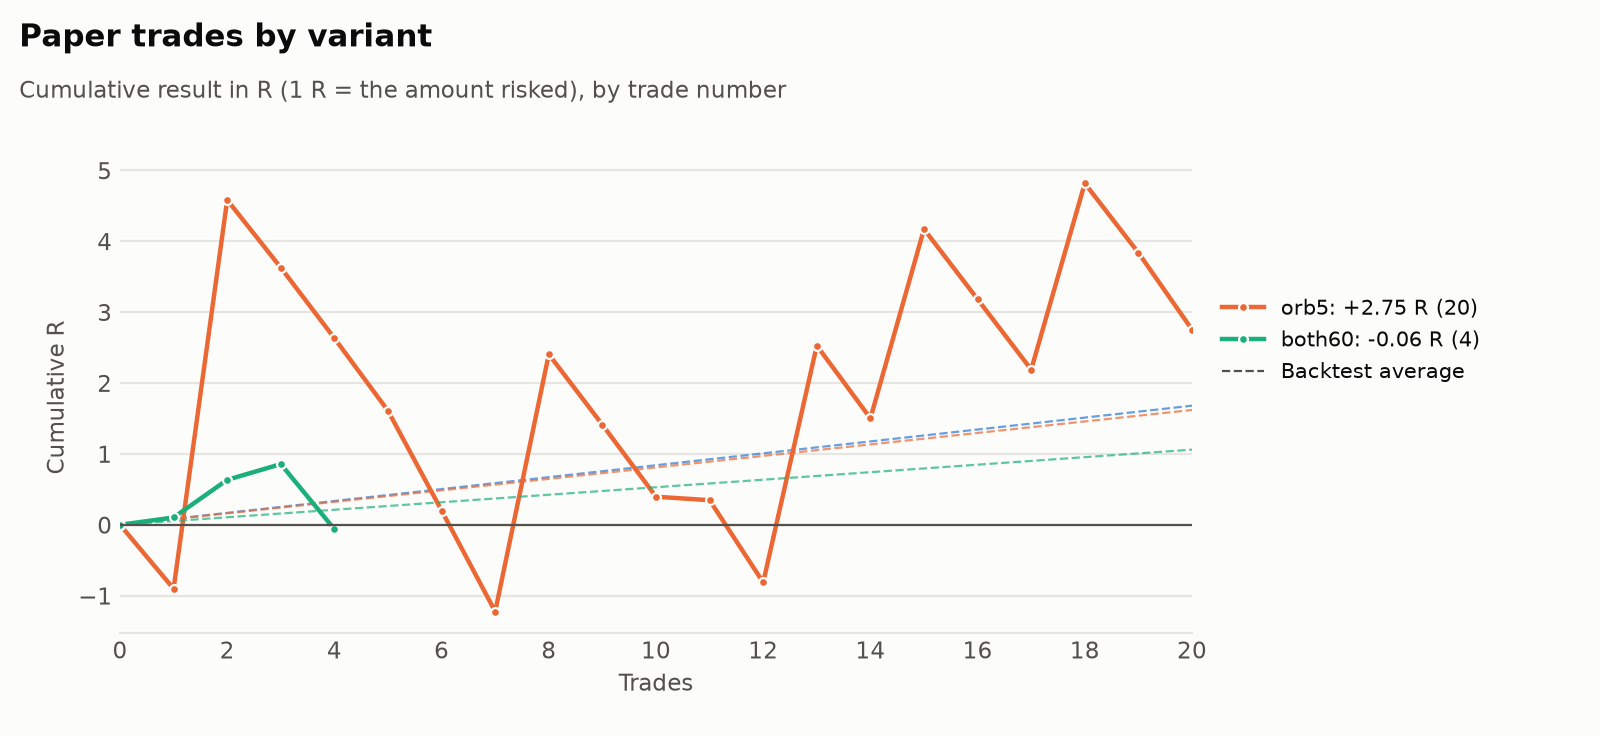 Paper trades by variant
Cumulative result in R (1 R = the amount risked), by trade number
5
4
3
2
1
0
−1
Cumulative R
0 2 4 6 8 10 12 14 16 18 20
Trades
orb5: +2.75 R (20)
both60: -0.06 R (4)
Backtest average